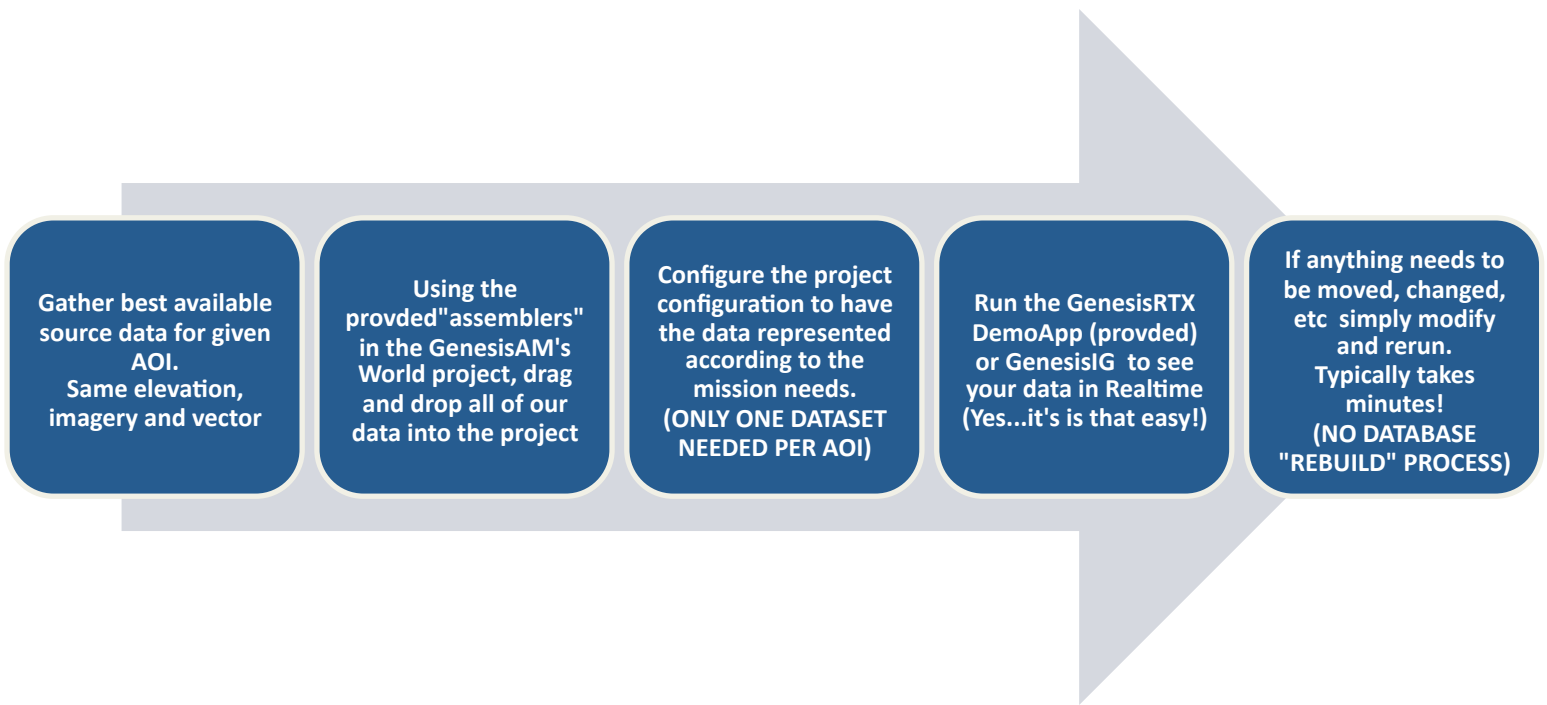 Gather best available
source data for given
AOI.
Same elevation,
imagery and vector
Using the
provded"assemblers"
in the GenesisAM's
World project, drag
and drop all of our
data into the project
Configure the project
configuration to have
the data represented
according to the
mission needs.
(ONLY ONE DATASET
NEEDED PER AOI)
Run the GenesisRTX
DemoApp (provded)
or GenesisIG  to see
your data in Realtime
(Yes...it's is that easy!)
If anything needs to
be moved, changed,
etc  simply modify
and rerun.
Typically takes
minutes!
(NO DATABASE
"REBUILD" PROCESS)